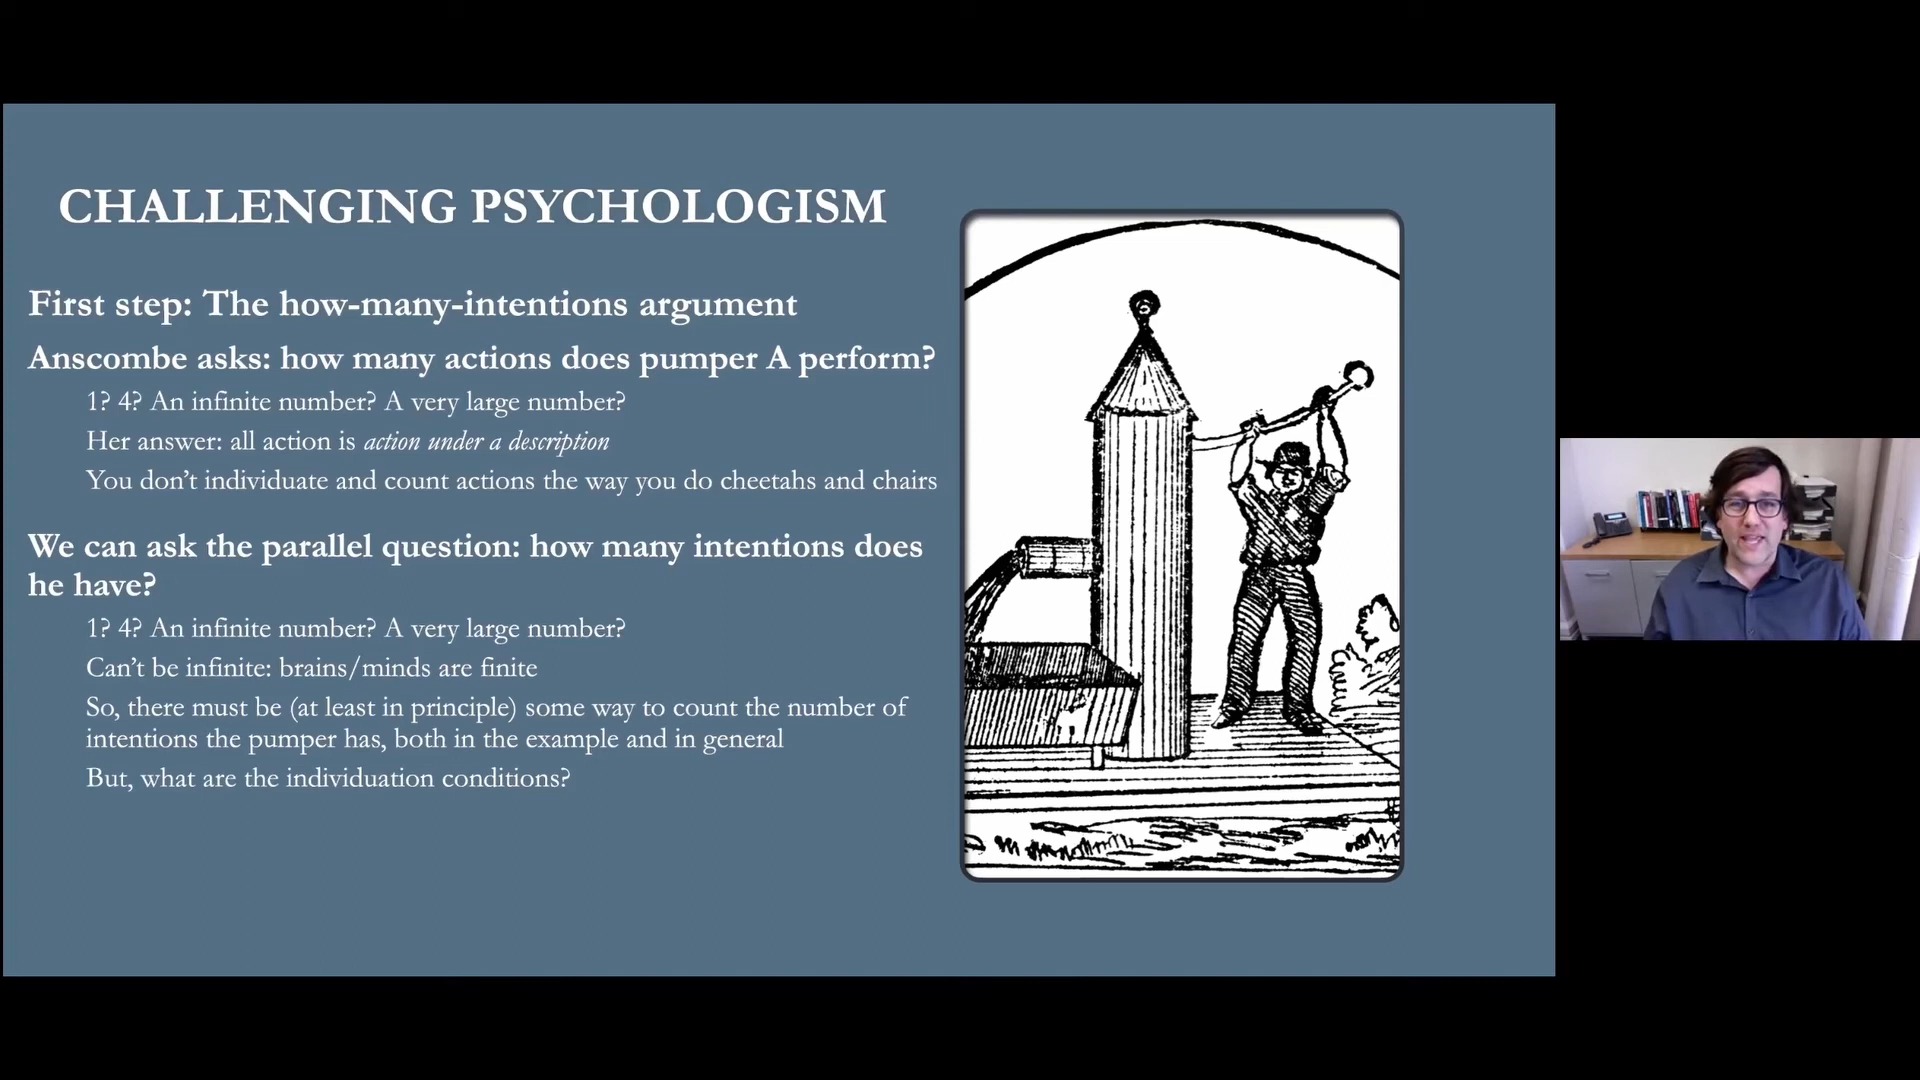 CHALLENGING PSYCHOLOGISM
First step: The how-many-intentions argument
Anscombe asks: how many actions does pumper A perform?
1? 4? An infinite number? A very large number?
Her answer: all action is action under a description
You don't individuate and count actions the way you do cheetahs and chairs
We can ask the parallel question: how many intentions does
he have?
1? 4? An infinite number? A very large number?
Can't be infinite: brains/minds are finite
So, there must be (at least in principle) some way to count the number of
intentions the pumper has, both in the example and in general
But, what are the individuation conditions?